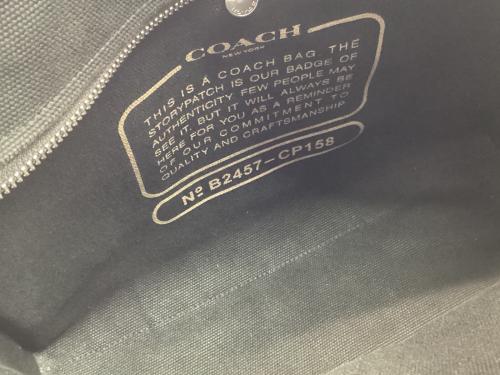 COACH
NEW YORK
THIS IS A COACH BAG. THE
STORYPATCH IS OUR BADGE OF
AUTHENTICITY. FEW PEOPLE MAY
SEE IT, BUT IT WILL ALWAYS BE
HERE FOR YOU AS A REMINDER
OF OUR COMMITMENT TO
QUALITY AND CRAFTSMANSHIP
Nº B2457-CP158